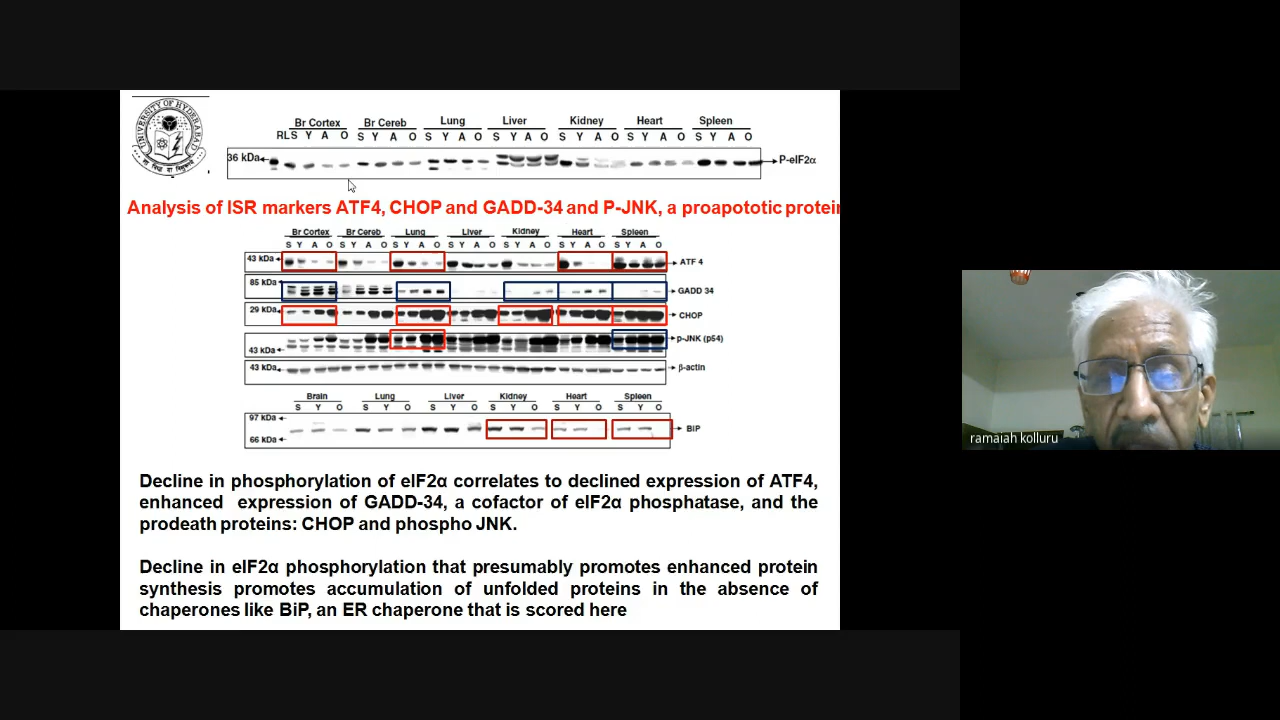 UNIVERSITY OF HYDERABAD
Br Cortex Br Cereb Lung Liver Kidney Heart Spleen
RL S Y A O S Y A O S Y A O S Y A O S Y A O S Y A O S Y A O
36 kDa P-eIF2α
Analysis of ISR markers ATF4, CHOP and GADD-34 and P-JNK, a proapototic protein
Br Cortex Br Cereb Lung Liver Kidney Heart Spleen
S Y A O S Y A O S Y A O S Y A O S Y A O S Y A O S Y A O
43 kDa ATF 4
85 kDa GADD 34
29 kDa CHOP
43 kDa p-JNK (p54)
43 kDa β-actin
Brain Lung Liver Kidney Heart Spleen
S Y O S Y O S Y O S Y O S Y O S Y O
97 kDa
66 kDa BiP
Decline in phosphorylation of eIF2α correlates to declined expression of ATF4,
enhanced expression of GADD-34, a cofactor of eIF2α phosphatase, and the
prodeath proteins: CHOP and phospho JNK.
Decline in eIF2α phosphorylation that presumably promotes enhanced protein
synthesis promotes accumulation of unfolded proteins in the absence of
chaperones like BiP, an ER chaperone that is scored here
ramaiah kolluru